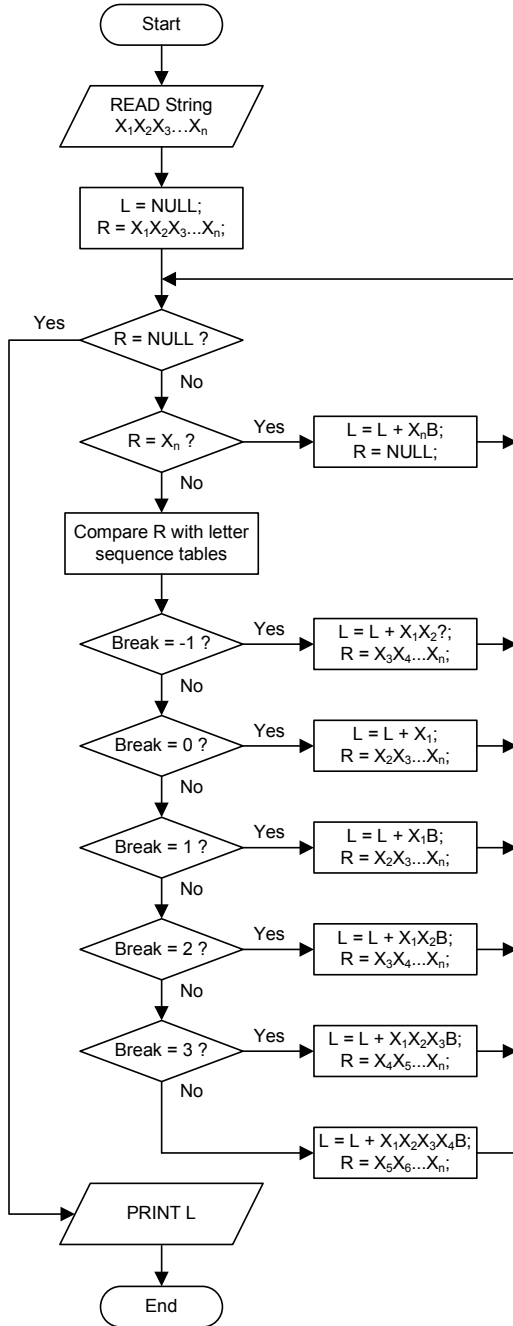 Start
READ String
X₁X₂X₃…Xₙ
L = NULL;
R = X₁X₂X₃...Xₙ;
Yes
R = NULL ?
No
R = Xₙ ?
Yes
L = L + XₙB;
R = NULL;
No
Compare R with letter
sequence tables
Break = -1 ?
Yes
L = L + X₁X₂?;
R = X₃X₄...Xₙ;
No
Break = 0 ?
Yes
L = L + X₁;
R = X₂X₃...Xₙ;
No
Break = 1 ?
Yes
L = L + X₁B;
R = X₂X₃...Xₙ;
No
Break = 2 ?
Yes
L = L + X₁X₂B;
R = X₃X₄...Xₙ;
No
Break = 3 ?
Yes
L = L + X₁X₂X₃B;
R = X₄X₅...Xₙ;
No
L = L + X₁X₂X₃X₄B;
R = X₅X₆...Xₙ;
PRINT L
End